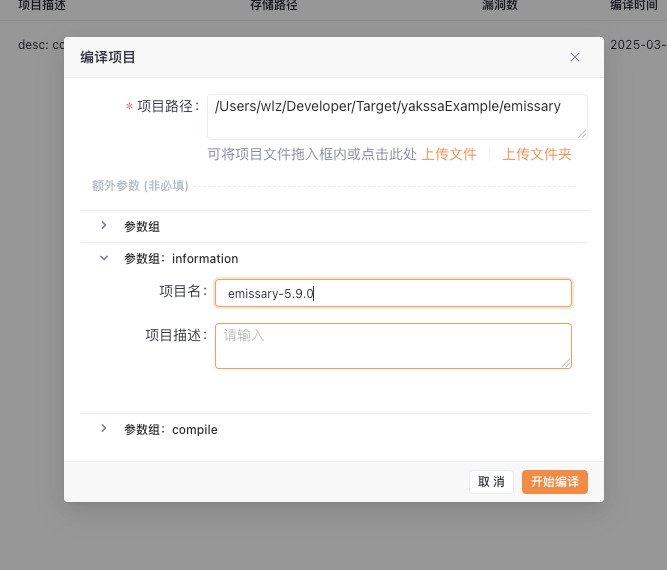 项目描述 存储路径 漏洞数 编译时间
desc: co 2025-03-
编译项目
* 项目路径: /Users/wlz/Developer/Target/yakssaExample/emissary
可将项目文件拖入框内或点击此处 上传文件 上传文件夹
额外参数 (非必填)
参数组
参数组: information
项目名: emissary-5.9.0
项目描述: 请输入
参数组: compile
取 消 开始编译